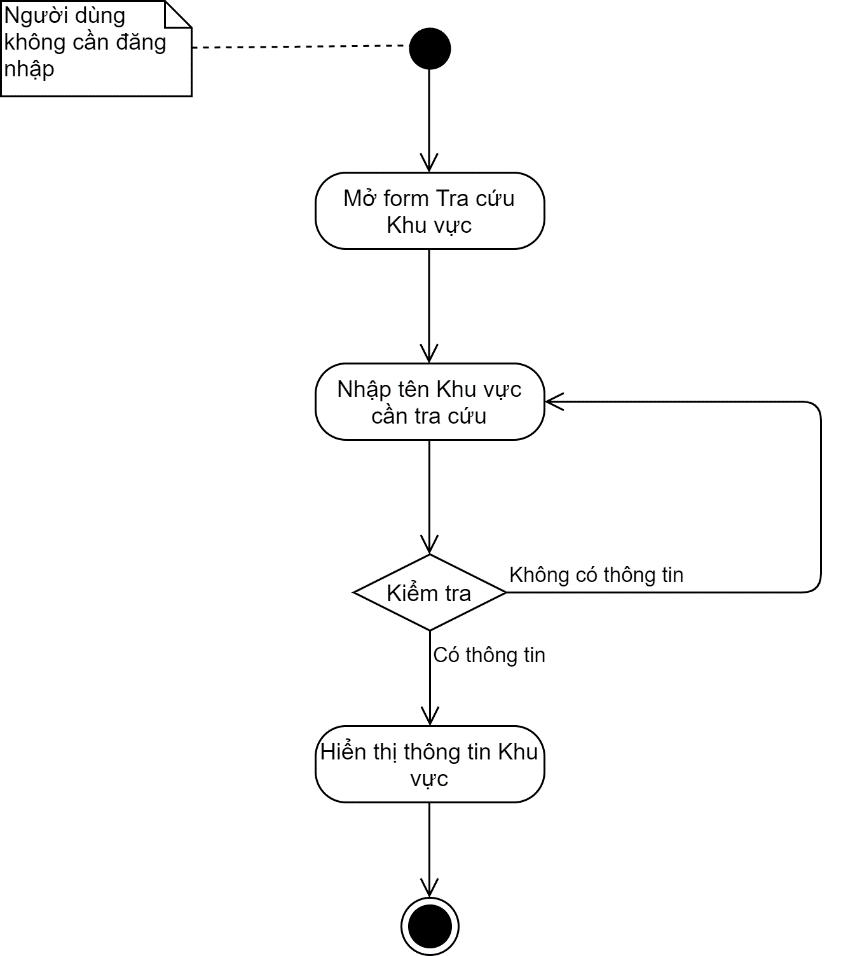 Người dùng
không cần đăng
nhập
Mở form Tra cứu
Khu vực
Nhập tên Khu vực
cần tra cứu
Kiểm tra
Không có thông tin
Có thông tin
Hiển thị thông tin Khu
vực